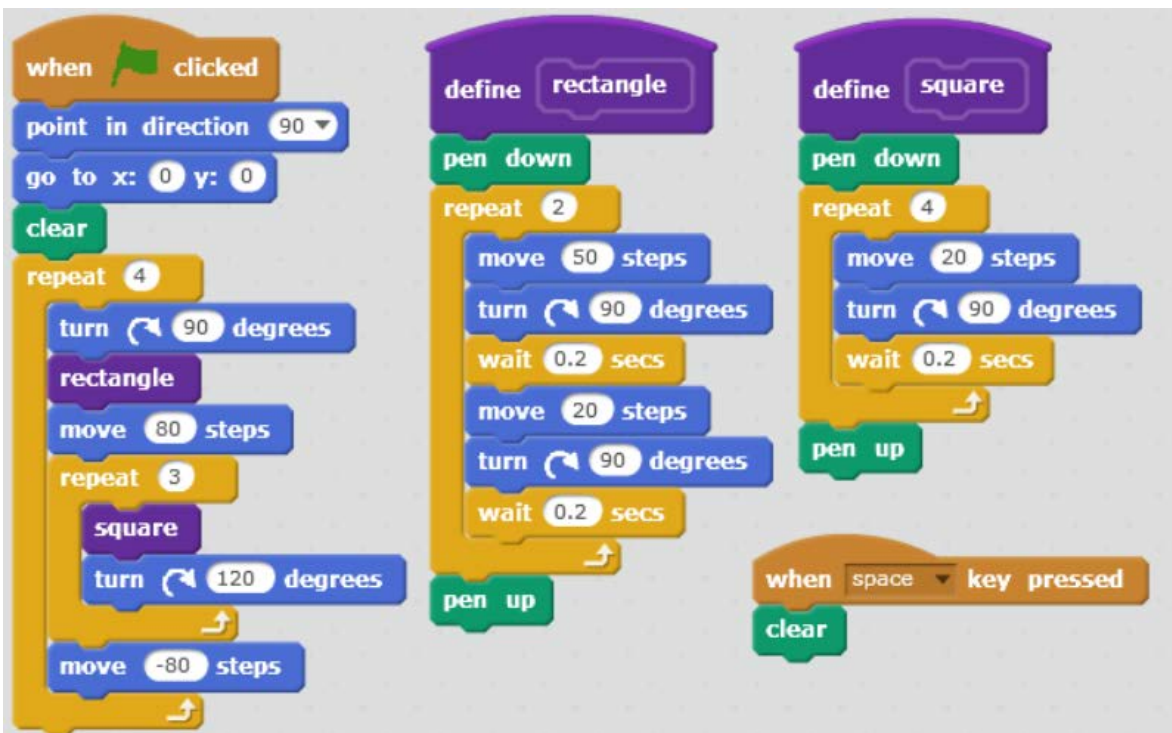 when clicked
point in direction 90
go to x: 0 y: 0
clear
repeat 4
turn 90 degrees
rectangle
move 80 steps
repeat 3
square
turn 120 degrees
move -80 steps
define rectangle
pen down
repeat 2
move 50 steps
turn 90 degrees
wait 0.2 secs
move 20 steps
turn 90 degrees
wait 0.2 secs
pen up
define square
pen down
repeat 4
move 20 steps
turn 90 degrees
wait 0.2 secs
pen up
when space key pressed
clear